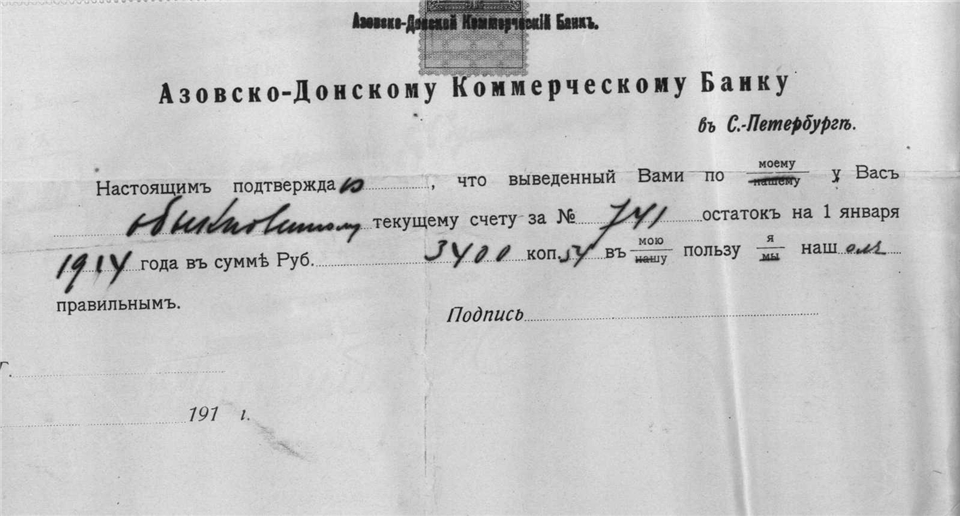 Азовско-Донской Коммерческій Банкъ.
Азовско-Донскому Коммерческому Банку
въ С.-Петербургѣ.
Настоящимъ подтверждаю, что выведенный Вами по моему/нашему у Васъ
обыкновенному текущему счету за № 741 остатокъ на 1 января
1914 года въ суммѣ Руб. 3400 коп. 54 въ мою/нашу пользу я/мы наш
правильнымъ.
Подпись
г.
191 г.